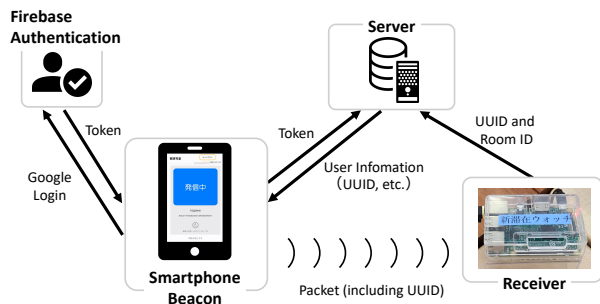 Firebase
Authentication
Server
Token
Google
Login
Token
User Infomation
（UUID, etc.）
UUID and
Room ID
発信中
新滞在ウォッチ
Smartphone
Beacon
Packet (including UUID)
Receiver